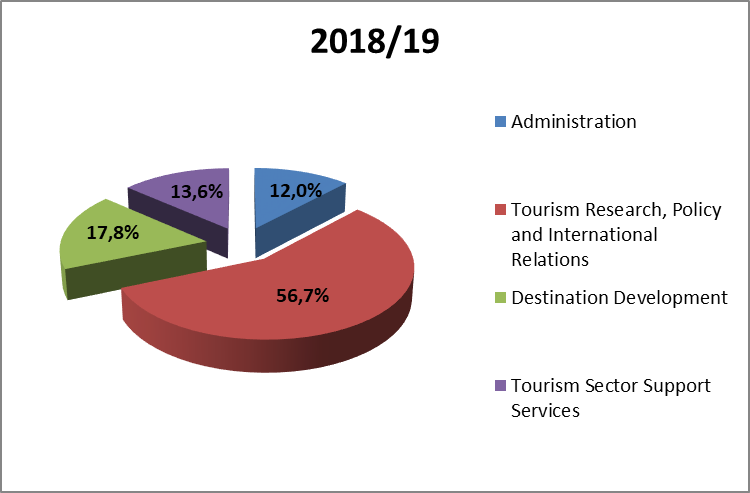 2018/19
13,6%
12,0%
17,8%
56,7%
Administration
Tourism Research, Policy
and International
Relations
Destination Development
Tourism Sector Support
Services